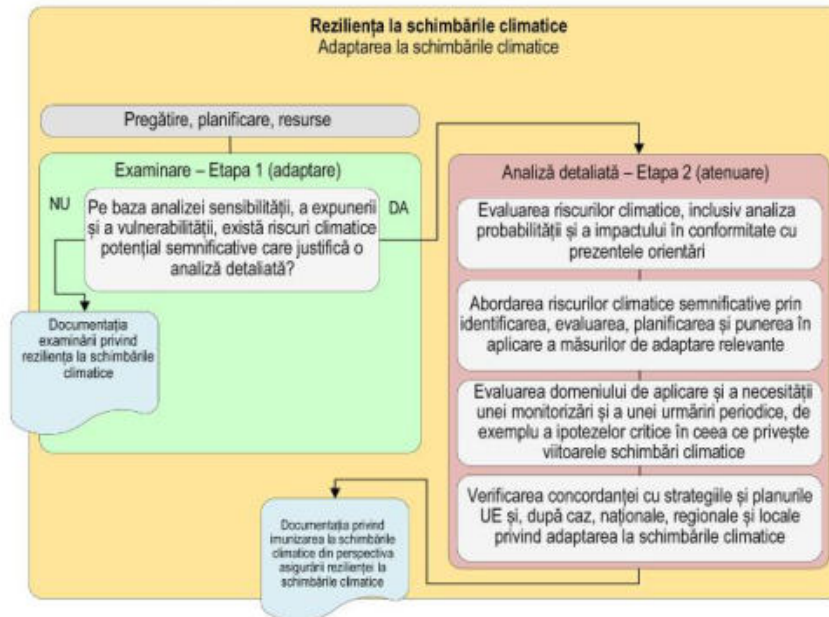 Reziliența la schimbările climatice
Adaptarea la schimbările climatice
Pregătire, planificare, resurse
Examinare – Etapa 1 (adaptare)
NU
DA
Pe baza analizei sensibilității, a expunerii
și a vulnerabilității, există riscuri climatice
potențial semnificative care justifică o
analiză detaliată?
Documentația
examinării privind
reziliența la schimbările
climatice
Analiză detaliată – Etapa 2 (atenuare)
Evaluarea riscurilor climatice, inclusiv analiza
probabilității și a impactului în conformitate cu
prezentele orientări
Abordarea riscurilor climatice semnificative prin
identificarea, evaluarea, planificarea și punerea în
aplicare a măsurilor de adaptare relevante
Evaluarea domeniului de aplicare și a necesității
unei monitorizări și a unei urmăriri periodice, de
exemplu a ipotezelor critice în ceea ce privește
viitoarele schimbări climatice
Verificarea concordanței cu strategiile și planurile
UE și, după caz, naționale, regionale și locale
privind adaptarea la schimbările climatice
Documentația privind
imunizarea la schimbările
climatice din perspectiva
asigurării rezilienței la
schimbările climatice